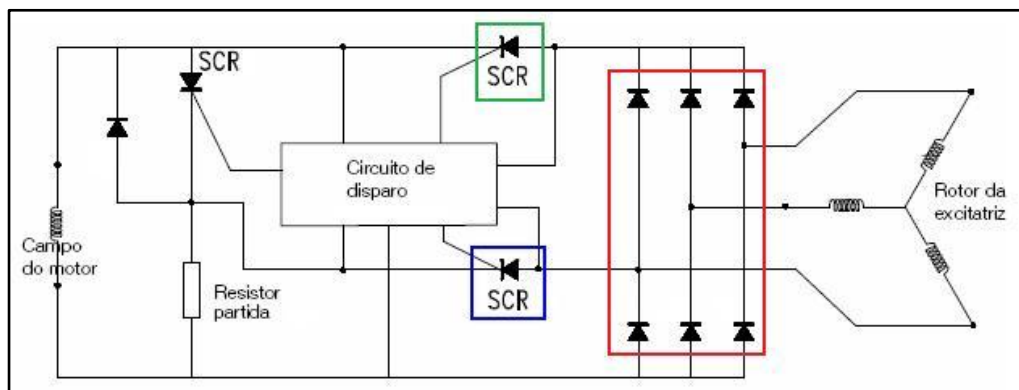 SCR
SCR
Circuito de
disparo
Rotor da
excitatriz
Campo
do motor
Resistor
partida
SCR